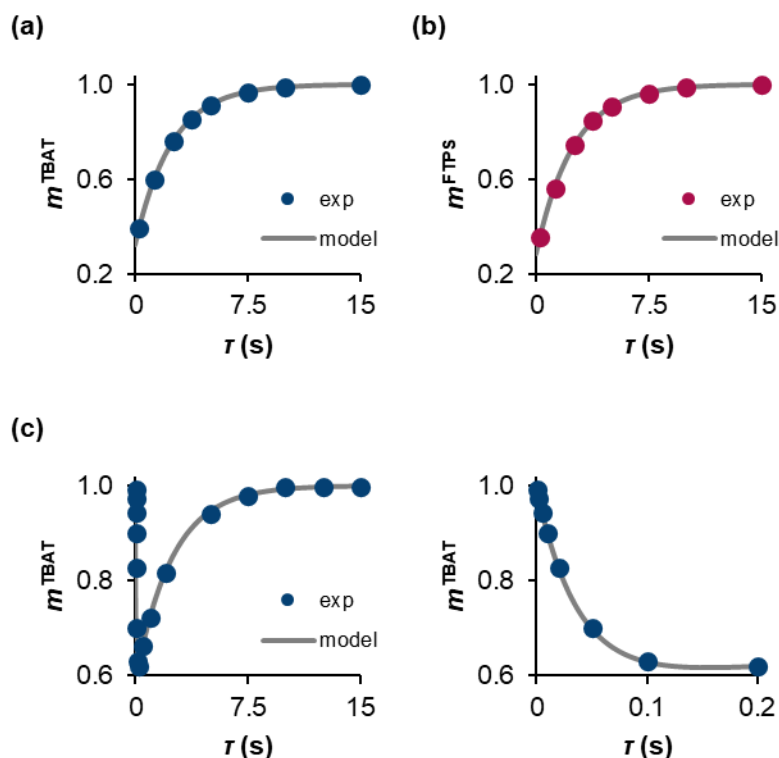 (a)
m^TBAT
1.0
0.6
0.2
0
7.5
15
τ (s)
exp
model
(b)
m^FTPS
1.0
0.6
0.2
0
7.5
15
τ (s)
exp
model
(c)
m^TBAT
1.0
0.8
0.6
0
7.5
15
τ (s)
exp
model
m^TBAT
1.0
0.8
0.6
0
0.1
0.2
τ (s)